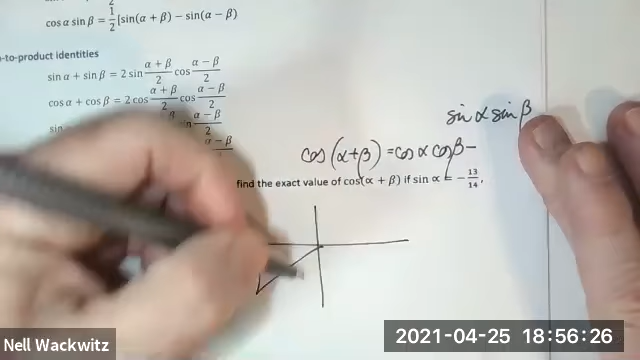 cos α sin β = 1/2 [sin(α + β) − sin(α − β)]
-to-product identities
sin α + sin β = 2 sin (α + β)/2 cos (α − β)/2
cos α + cos β = 2 cos (α + β)/2 cos (α − β)/2
sin
α − β
2
α − β
sin α sin β
cos (α+β) = cos α cos β −
find the exact value of cos(α + β) if sin α = −13/14,
Nell Wackwitz
2021-04-25 18:56:26